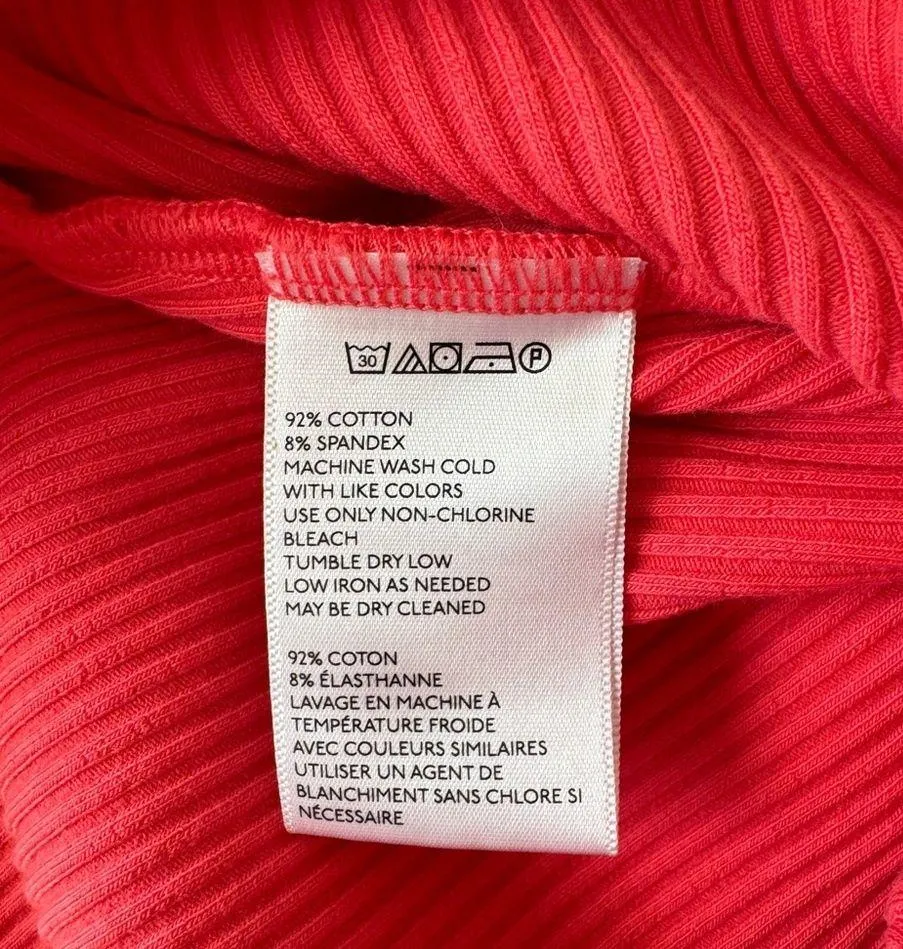 30 P
92% COTTON
8% SPANDEX
MACHINE WASH COLD
WITH LIKE COLORS
USE ONLY NON-CHLORINE
BLEACH
TUMBLE DRY LOW
LOW IRON AS NEEDED
MAY BE DRY CLEANED
92% COTON
8% ÉLASTHANNE
LAVAGE EN MACHINE À
TEMPÉRATURE FROIDE
AVEC COULEURS SIMILAIRES
UTILISER UN AGENT DE
BLANCHIMENT SANS CHLORE SI
NÉCESSAIRE